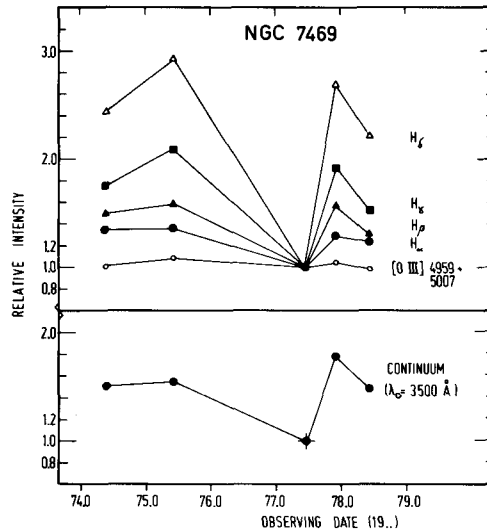 NGC 7469
3.0
2.0
1.2
1.0
0.8
RELATIVE INTENSITY
Hδ
Hγ
Hβ
Hα
[O III] 4959 +
5007
2.0
1.2
1.0
0.8
CONTINUUM
(λ₀= 3500 Å)
74.0 75.0 76.0 77.0 78.0 79.0
OBSERVING DATE (19..)